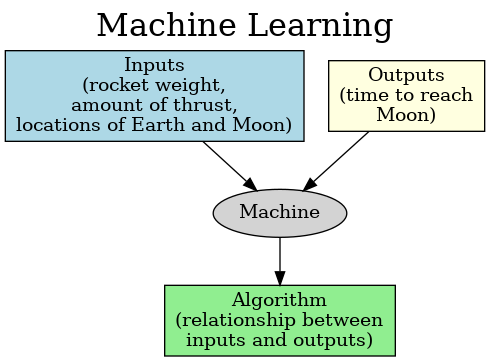 Machine Learning
Inputs
(rocket weight,
amount of thrust,
locations of Earth and Moon)
Outputs
(time to reach
Moon)
Machine
Algorithm
(relationship between
inputs and outputs)